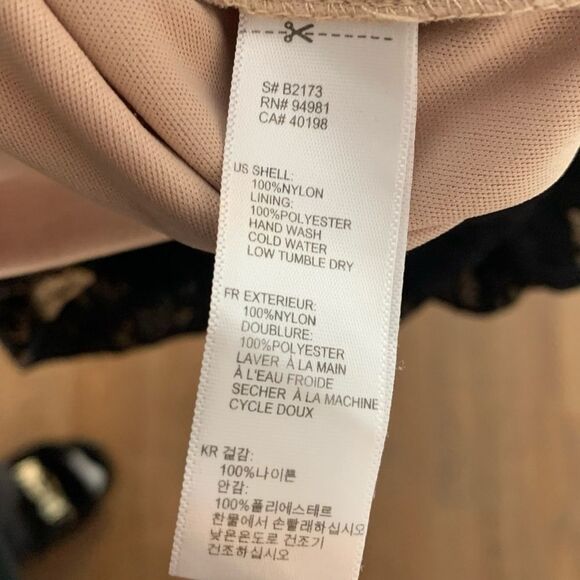 S# B2173
RN# 94981
CA# 40198
US SHELL:
100%NYLON
LINING:
100%POLYESTER
HAND WASH
COLD WATER
LOW TUMBLE DRY
FR EXTERIEUR:
100%NYLON
DOUBLURE:
100%POLYESTER
LAVER À LA MAIN
À L'EAU FROIDE
SECHER À LA MACHINE
CYCLE DOUX
KR 겉감:
100%나이론
안감:
100%폴리에스테르
찬물에서 손빨래하십시오
낮은온도로 건조기
건조하십시오